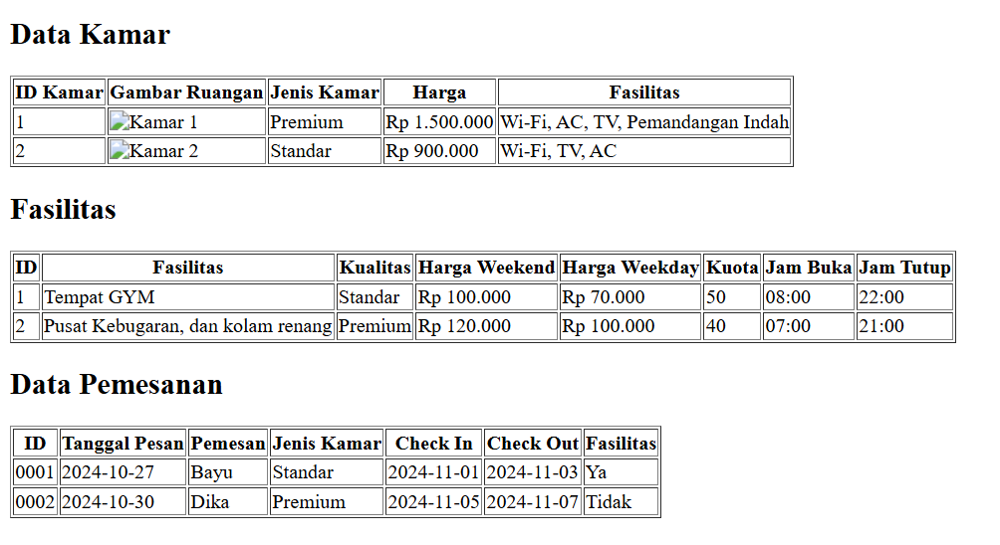 Data Kamar
ID Kamar Gambar Ruangan Jenis Kamar Harga Fasilitas
1 Kamar 1 Premium Rp 1.500.000 Wi-Fi, AC, TV, Pemandangan Indah
2 Kamar 2 Standar Rp 900.000 Wi-Fi, TV, AC
Fasilitas
ID Fasilitas Kualitas Harga Weekend Harga Weekday Kuota Jam Buka Jam Tutup
1 Tempat GYM Standar Rp 100.000 Rp 70.000 50 08:00 22:00
2 Pusat Kebugaran, dan kolam renang Premium Rp 120.000 Rp 100.000 40 07:00 21:00
Data Pemesanan
ID Tanggal Pesan Pemesan Jenis Kamar Check In Check Out Fasilitas
0001 2024-10-27 Bayu Standar 2024-11-01 2024-11-03 Ya
0002 2024-10-30 Dika Premium 2024-11-05 2024-11-07 Tidak